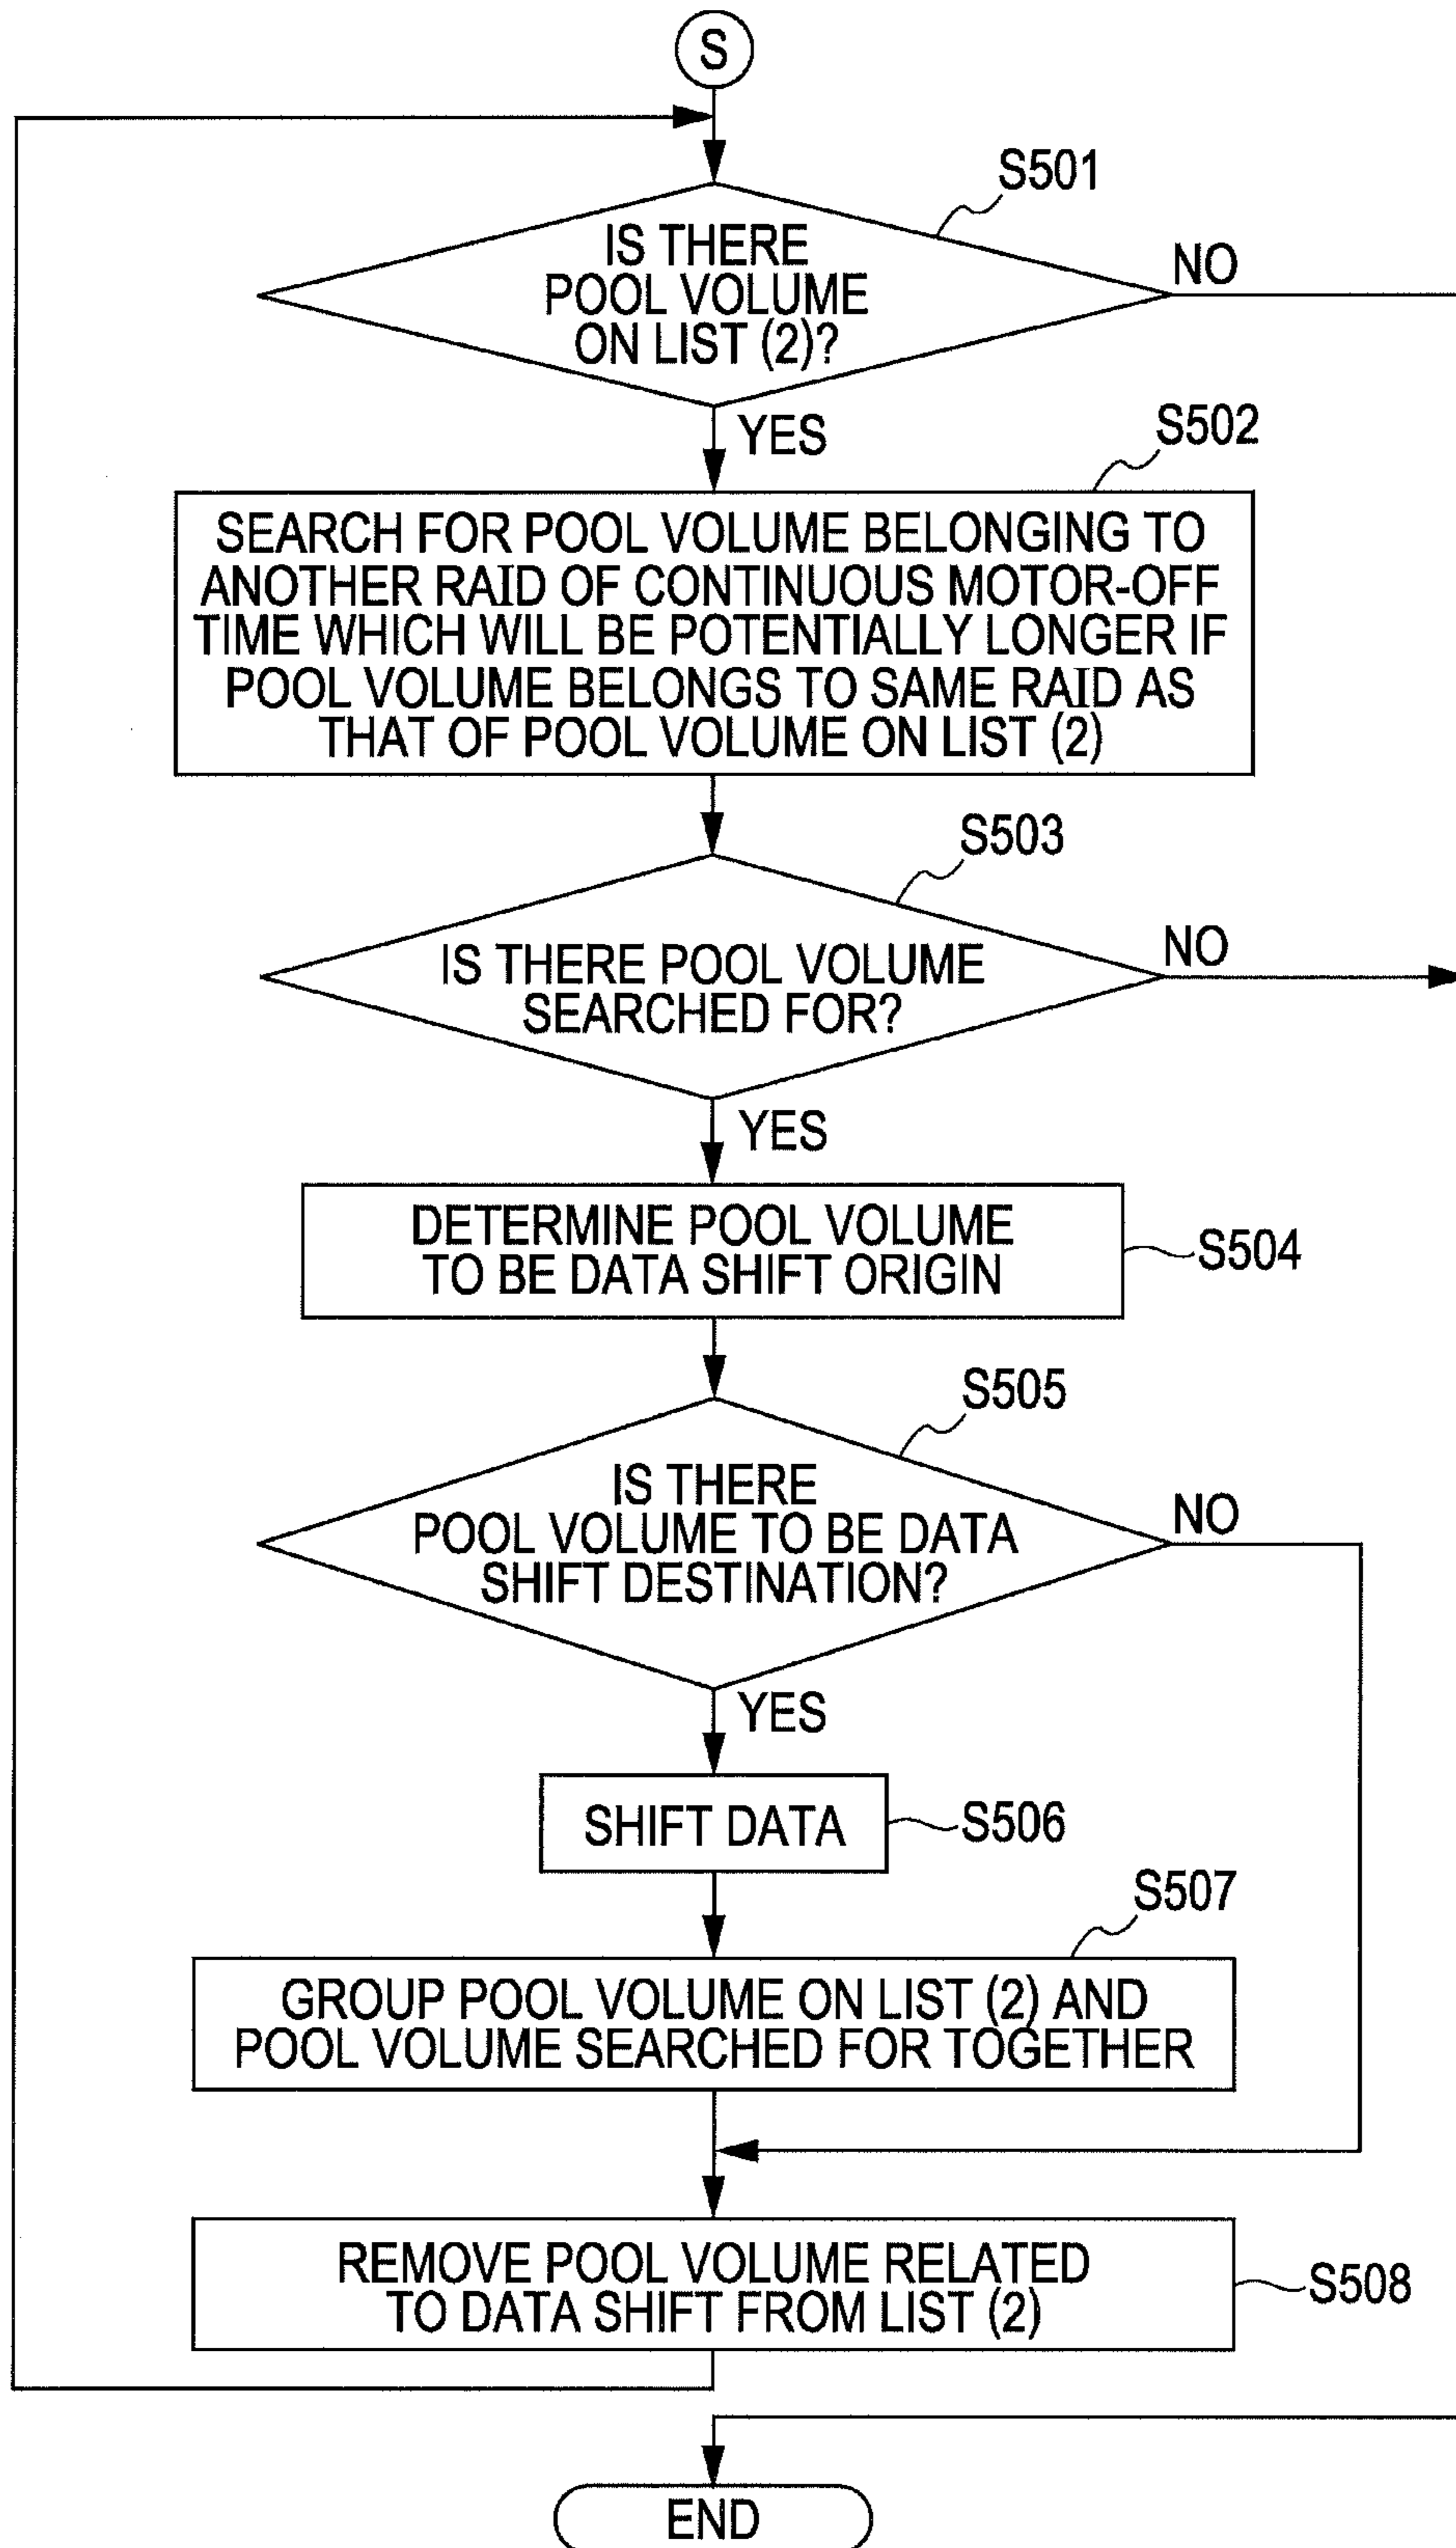 S
S501
IS THERE
POOL VOLUME
ON LIST (2)?
NO
YES
S502
SEARCH FOR POOL VOLUME BELONGING TO
ANOTHER RAID OF CONTINUOUS MOTOR-OFF
TIME WHICH WILL BE POTENTIALLY LONGER IF
POOL VOLUME BELONGS TO SAME RAID AS
THAT OF POOL VOLUME ON LIST (2)
S503
IS THERE POOL VOLUME
SEARCHED FOR?
NO
YES
DETERMINE POOL VOLUME
TO BE DATA SHIFT ORIGIN
S504
S505
IS THERE
POOL VOLUME TO BE DATA
SHIFT DESTINATION?
NO
YES
SHIFT DATA
S506
S507
GROUP POOL VOLUME ON LIST (2) AND
POOL VOLUME SEARCHED FOR TOGETHER
REMOVE POOL VOLUME RELATED
TO DATA SHIFT FROM LIST (2)
S508
END